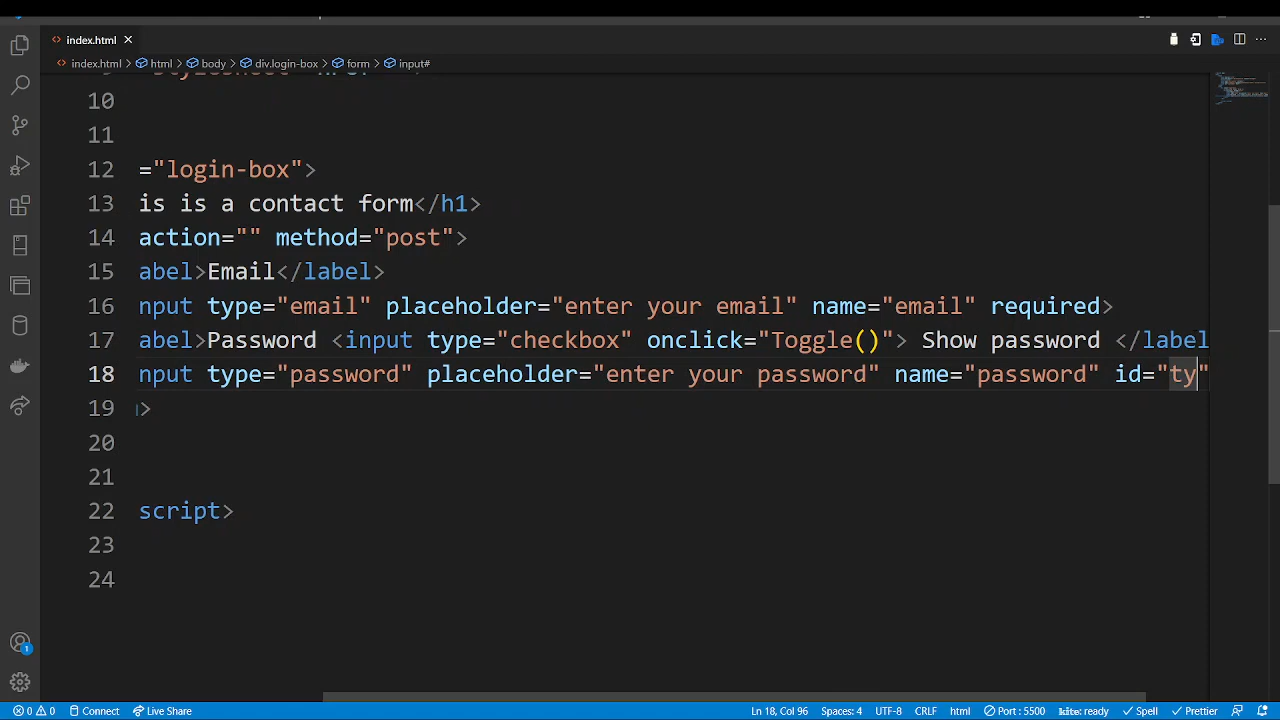 index.html
index.html > html > body > div.login-box > form > input#
10
11
12 ="login-box">
13 is is a contact form</h1>
14 action="" method="post">
15 abel>Email</label>
16 nput type="email" placeholder="enter your email" name="email" required>
17 abel>Password <input type="checkbox" onclick="Toggle()"> Show password </label
18 nput type="password" placeholder="enter your password" name="password" id="ty"
19 >
20
21
22 script>
23
24
1
0 0 Connect Live Share Ln 18, Col 96 Spaces: 4 UTF-8 CRLF html Port : 5500 kite: ready Spell Prettier